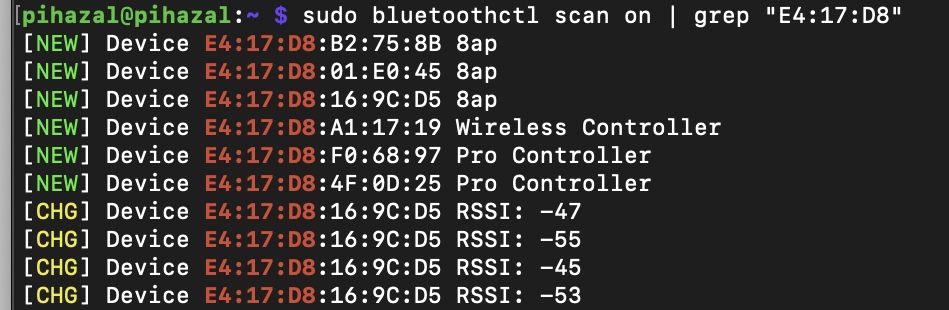 [pihazal@pihazal:~ $ sudo bluetoothctl scan on | grep "E4:17:D8"
[NEW] Device E4:17:D8:B2:75:8B 8ap
[NEW] Device E4:17:D8:01:E0:45 8ap
[NEW] Device E4:17:D8:16:9C:D5 8ap
[NEW] Device E4:17:D8:A1:17:19 Wireless Controller
[NEW] Device E4:17:D8:F0:68:97 Pro Controller
[NEW] Device E4:17:D8:4F:0D:25 Pro Controller
[CHG] Device E4:17:D8:16:9C:D5 RSSI: -47
[CHG] Device E4:17:D8:16:9C:D5 RSSI: -55
[CHG] Device E4:17:D8:16:9C:D5 RSSI: -45
[CHG] Device E4:17:D8:16:9C:D5 RSSI: -53